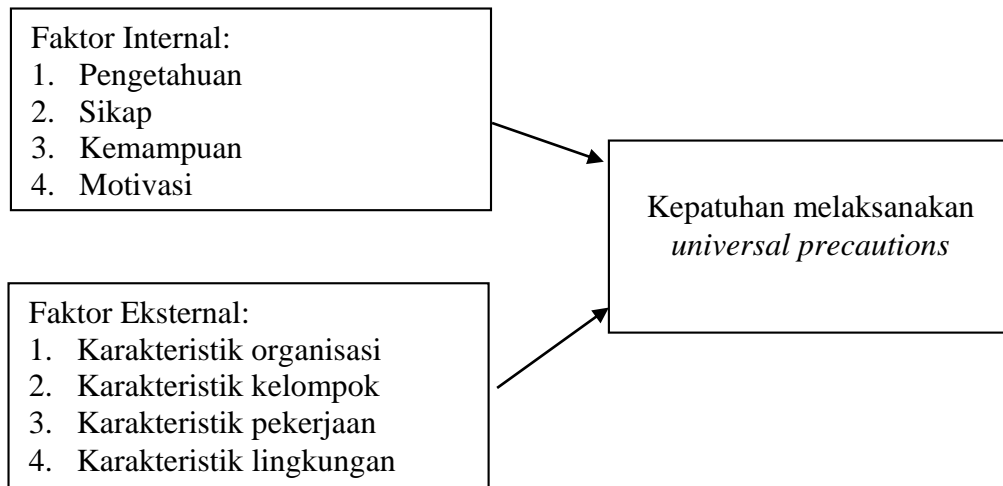 Faktor Internal:
1. Pengetahuan
2. Sikap
3. Kemampuan
4. Motivasi
Kepatuhan melaksanakan
universal precautions
Faktor Eksternal:
1. Karakteristik organisasi
2. Karakteristik kelompok
3. Karakteristik pekerjaan
4. Karakteristik lingkungan